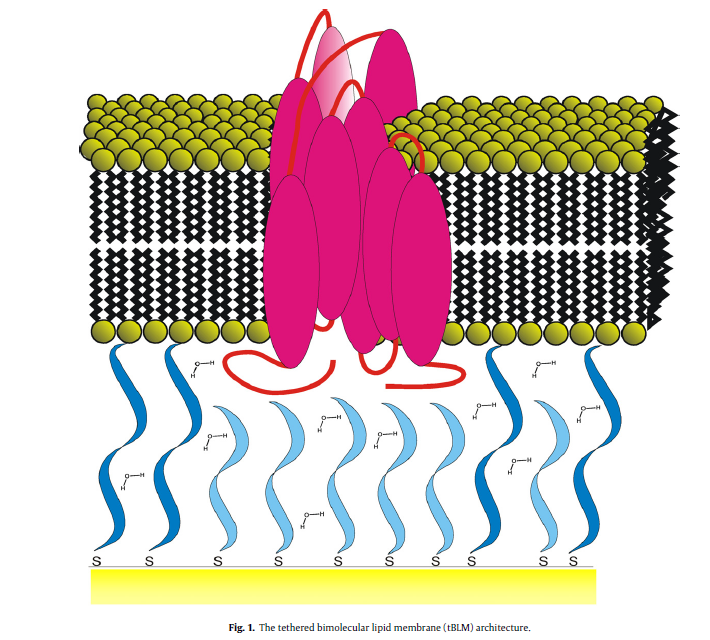 O H
H
O H
H
O H
H
O H
H
O H
H
O H
H
O H
H
O H
H
O H
H
O H
H
S S S S S S S S S S
Fig. 1. The tethered bimolecular lipid membrane (tBLM) architecture.